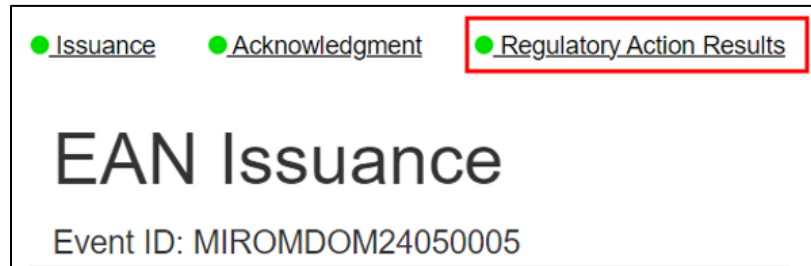 Issuance Acknowledgment Regulatory Action Results
EAN Issuance
Event ID: MIROMDOM24050005